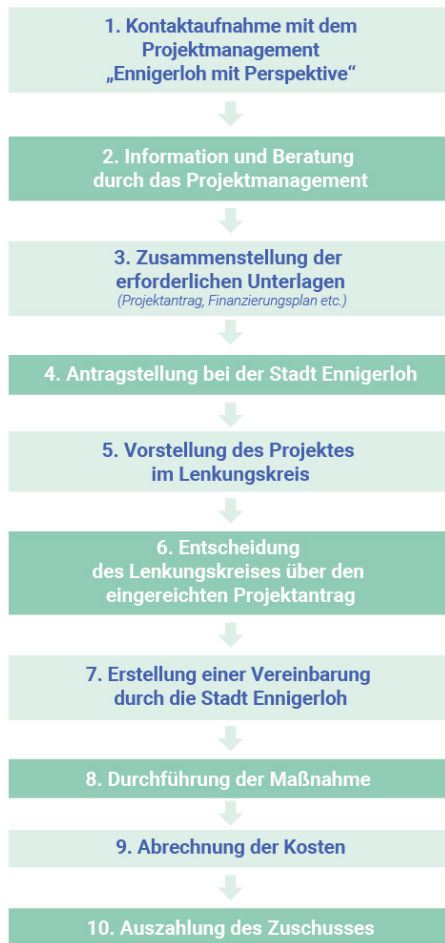 1. Kontaktaufnahme mit dem
Projektmanagement
„Ennigerloh mit Perspektive“
2. Information und Beratung
durch das Projektmanagement
3. Zusammenstellung der
erforderlichen Unterlagen
(Projektantrag, Finanzierungsplan etc.)
4. Antragstellung bei der Stadt Ennigerloh
5. Vorstellung des Projektes
im Lenkungskreis
6. Entscheidung
des Lenkungskreises über den
eingereichten Projektantrag
7. Erstellung einer Vereinbarung
durch die Stadt Ennigerloh
8. Durchführung der Maßnahme
9. Abrechnung der Kosten
10. Auszahlung des Zuschusses